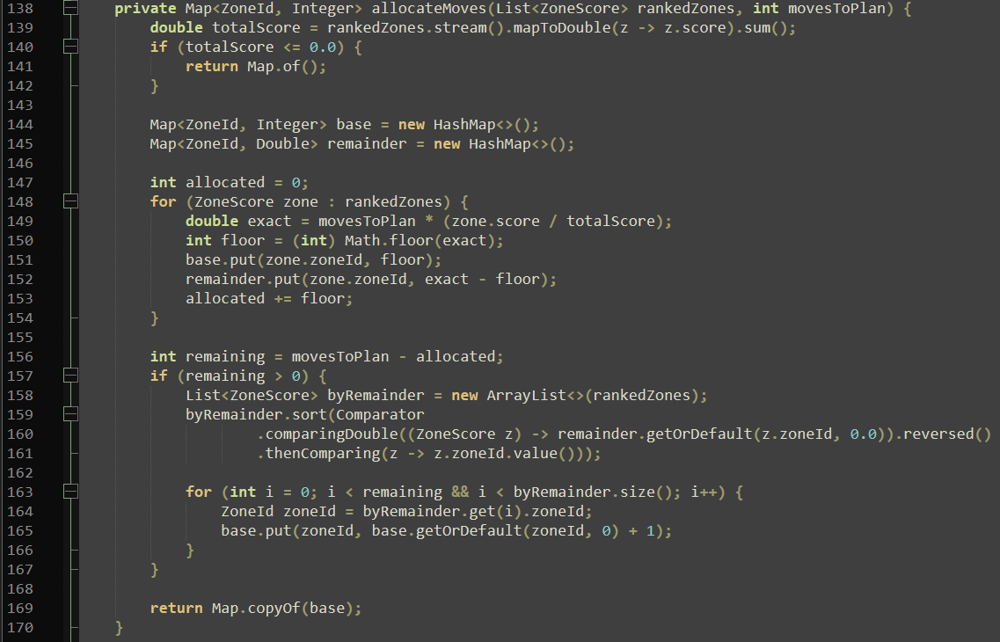 138 private Map<ZoneId, Integer> allocateMoves(List<ZoneScore> rankedZones, int movesToPlan) {
139 double totalScore = rankedZones.stream().mapToDouble(z -> z.score).sum();
140 if (totalScore <= 0.0) {
141 return Map.of();
142 }
143
144 Map<ZoneId, Integer> base = new HashMap<>();
145 Map<ZoneId, Double> remainder = new HashMap<>();
146
147 int allocated = 0;
148 for (ZoneScore zone : rankedZones) {
149 double exact = movesToPlan * (zone.score / totalScore);
150 int floor = (int) Math.floor(exact);
151 base.put(zone.zoneId, floor);
152 remainder.put(zone.zoneId, exact - floor);
153 allocated += floor;
154 }
155
156 int remaining = movesToPlan - allocated;
157 if (remaining > 0) {
158 List<ZoneScore> byRemainder = new ArrayList<>(rankedZones);
159 byRemainder.sort(Comparator
160 .comparingDouble((ZoneScore z) -> remainder.getOrDefault(z.zoneId, 0.0)).reversed()
161 .thenComparing(z -> z.zoneId.value()));
162
163 for (int i = 0; i < remaining && i < byRemainder.size(); i++) {
164 ZoneId zoneId = byRemainder.get(i).zoneId;
165 base.put(zoneId, base.getOrDefault(zoneId, 0) + 1);
166 }
167 }
168
169 return Map.copyOf(base);
170 }